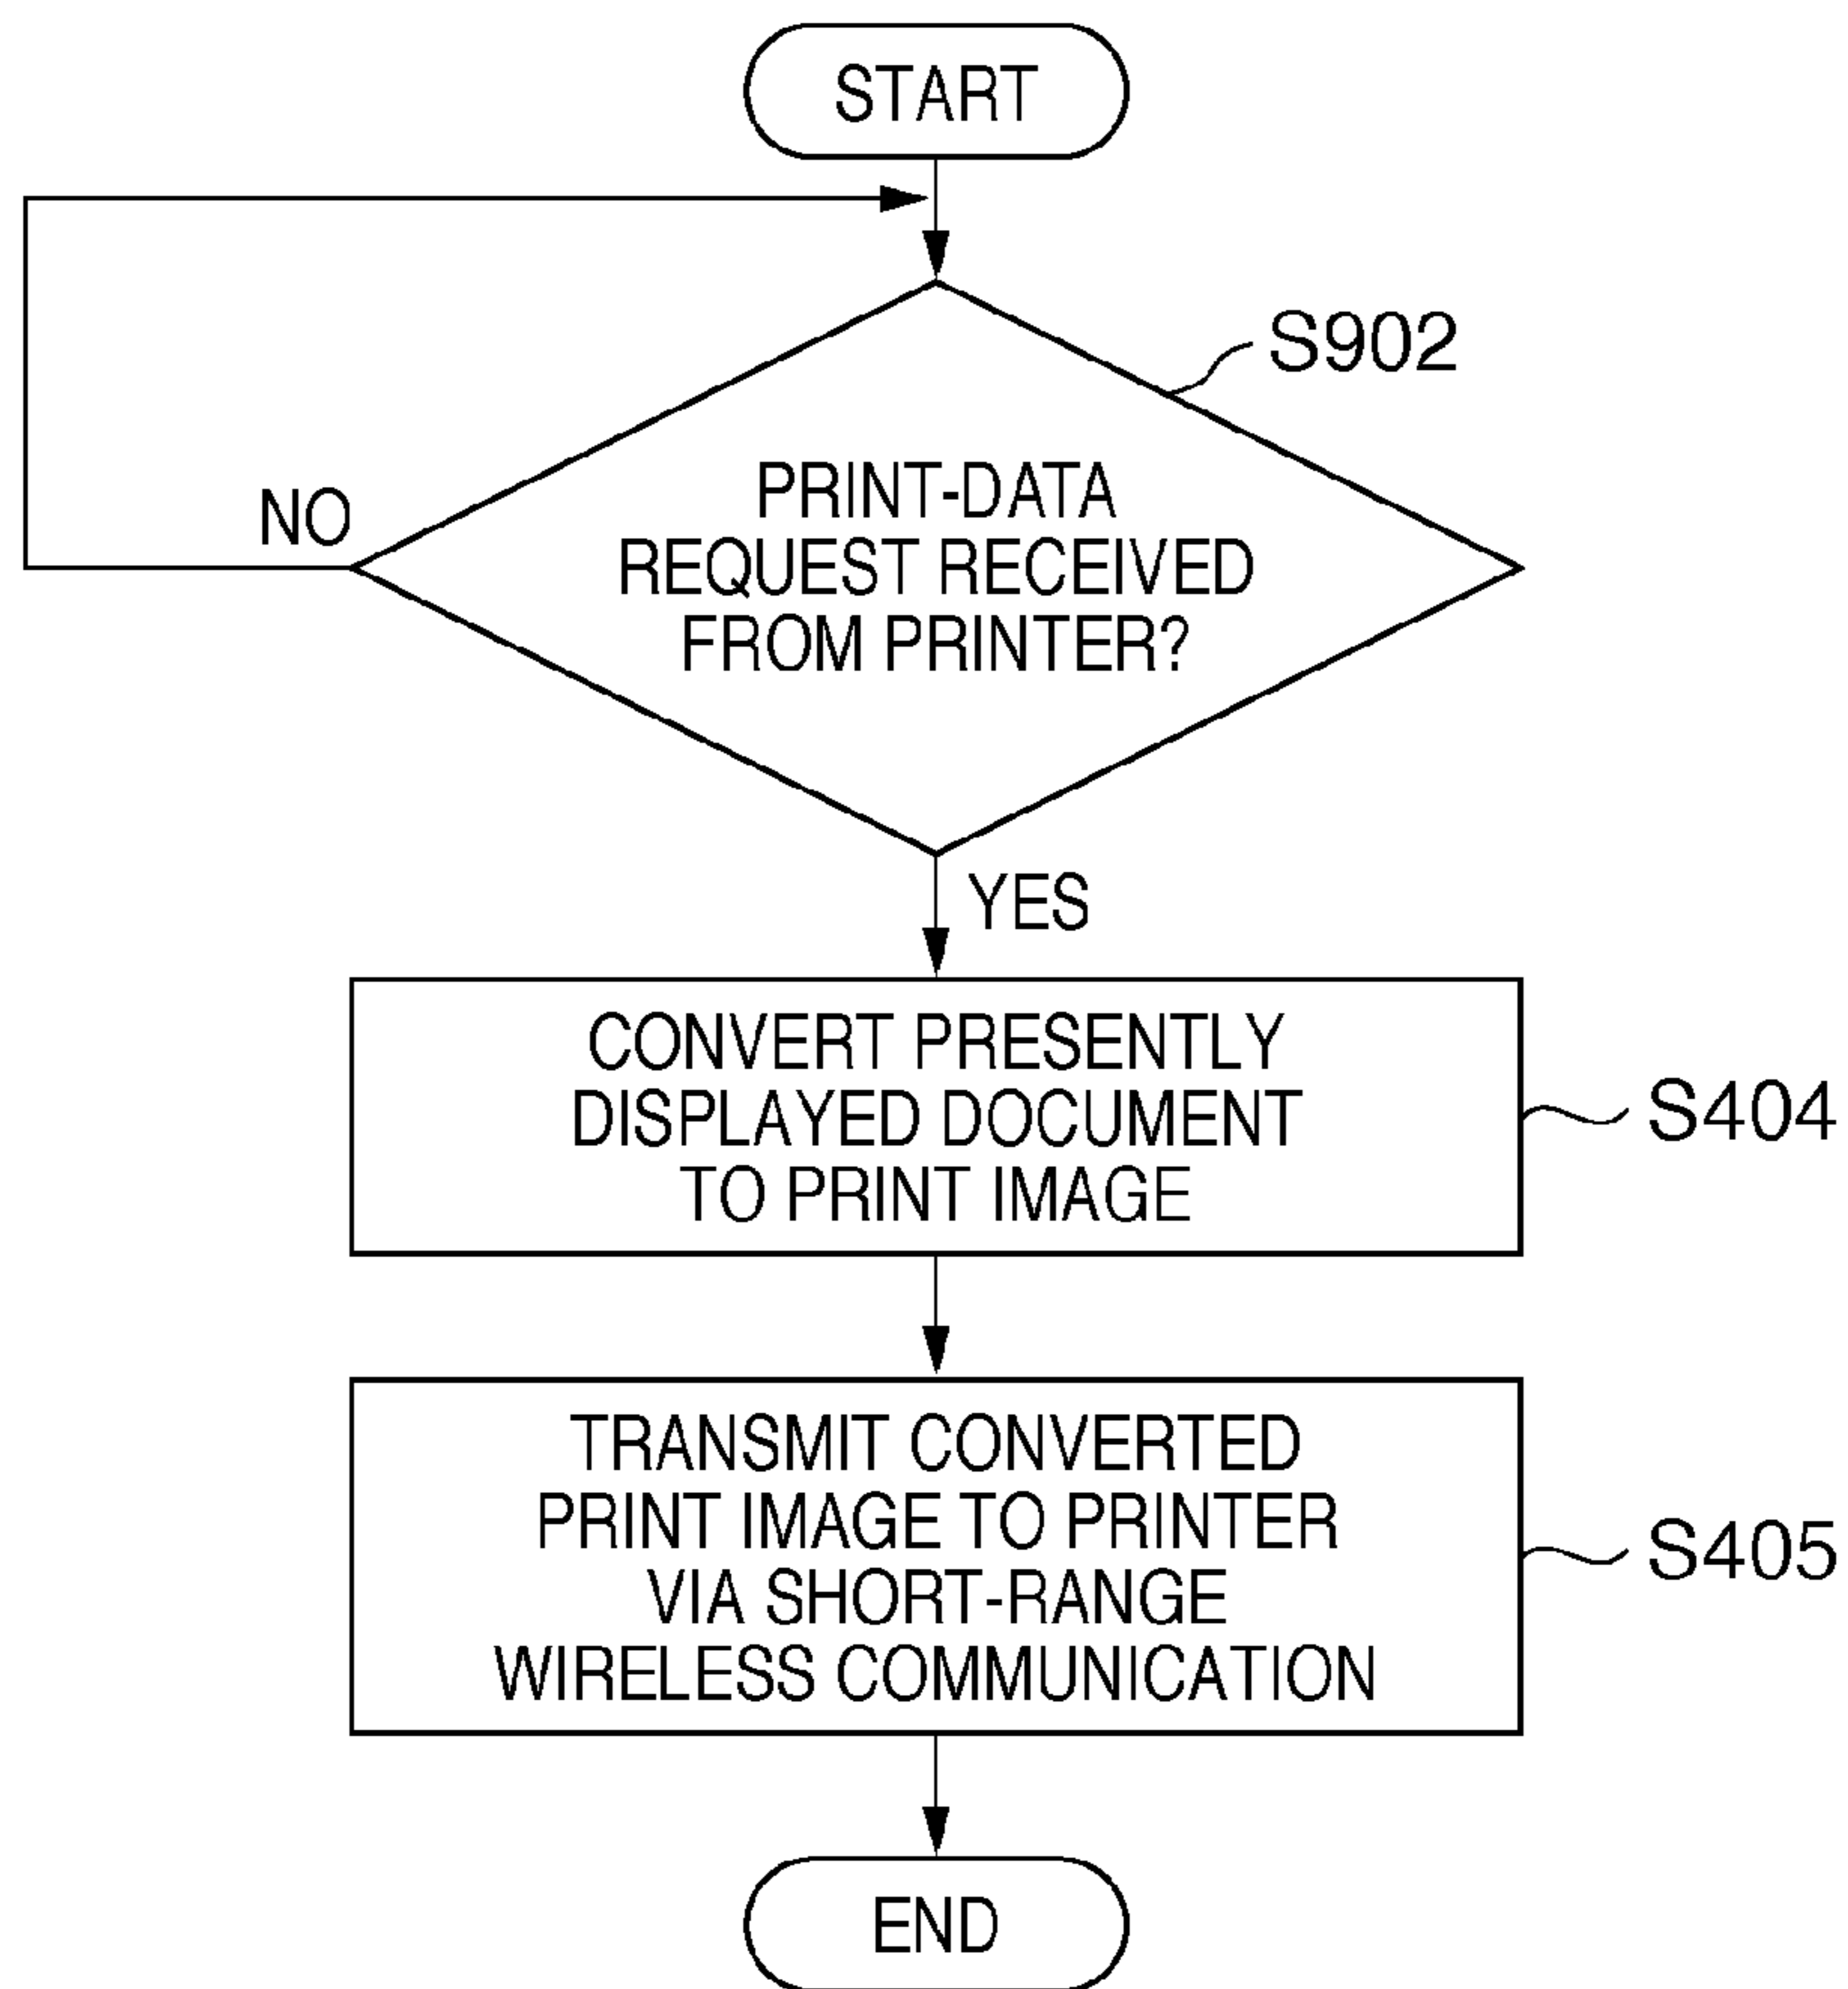 START
S902
PRINT-DATA
REQUEST RECEIVED
FROM PRINTER?
NO
YES
CONVERT PRESENTLY
DISPLAYED DOCUMENT
TO PRINT IMAGE
S404
TRANSMIT CONVERTED
PRINT IMAGE TO PRINTER
VIA SHORT-RANGE
WIRELESS COMMUNICATION
S405
END